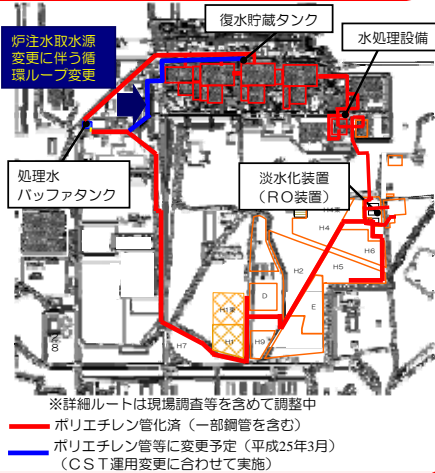 復水貯蔵タンク
炉注水取水源
変更に伴う循
環ループ変更
水処理設備
処理水
バッファタンク
淡水化装置
（ＲＯ装置）
H4
H2
H5
H6
D
E
H1東
H1
H9
H7
8
※詳細ルートは現場調査等を含めて調整中
ポリエチレン管化済（一部鋼管を含む）
ポリエチレン管等に変更予定（平成25年3月）
（ＣＳＴ運用変更に合わせて実施）